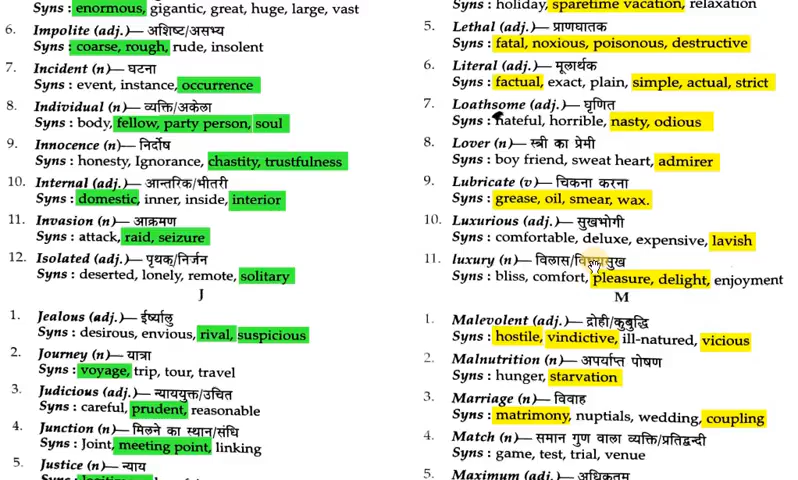 Syns : enormous, gigantic, great, huge, large, vast
6. Impolite (adj.)— अशिष्ट/असभ्य
Syns : coarse, rough, rude, insolent
7. Incident (n)— घटना
Syns : event, instance, occurrence
8. Individual (n)— व्यक्ति/अकेला
Syns : body, fellow, party person, soul
9. Innocence (n)— निर्दोष
Syns : honesty, Ignorance, chastity, trustfulness
10. Internal (adj.)— आन्तरिक/भीतरी
Syns : domestic, inner, inside, interior
11. Invasion (n)— आक्रमण
Syns : attack, raid, seizure
12. Isolated (adj.)— पृथक्/निर्जन
Syns : deserted, lonely, remote, solitary
J
1. Jealous (adj.)— ईर्ष्यालु
Syns : desirous, envious, rival, suspicious
2. Journey (n)— यात्रा
Syns : voyage, trip, tour, travel
3. Judicious (adj.)— न्याययुक्त/उचित
Syns : careful, prudent, reasonable
4. Junction (n)— मिलने का स्थान/संधि
Syns : Joint, meeting point, linking
5. Justice (n)— न्याय
Syns : holiday, sparetime vacation, relaxation
5. Lethal (adj.)— प्राणघातक
Syns : fatal, noxious, poisonous, destructive
6. Literal (adj.)— मूलार्थक
Syns : factual, exact, plain, simple, actual, strict
7. Loathsome (adj.)— घृणित
Syns : hateful, horrible, nasty, odious
8. Lover (n)— स्त्री का प्रेमी
Syns : boy friend, sweat heart, admirer
9. Lubricate (v)— चिकना करना
Syns : grease, oil, smear, wax.
10. Luxurious (adj.)— सुखभोगी
Syns : comfortable, deluxe, expensive, lavish
11. luxury (n)— विलास/
Syns : bliss, comfort, pleasure, delight, enjoyment
M
1. Malevolent (adj.)— द्रोही/कुबुद्धि
Syns : hostile, vindictive, ill-natured, vicious
2. Malnutrition (n)— अपर्याप्त पोषण
Syns : hunger, starvation
3. Marriage (n)— विवाह
Syns : matrimony, nuptials, wedding, coupling
4. Match (n)— समान गुण वाला व्यक्ति/प्रतिद्वन्दी
Syns : game, test, trial, venue
5. Maximum (adj.)— अधिकतम